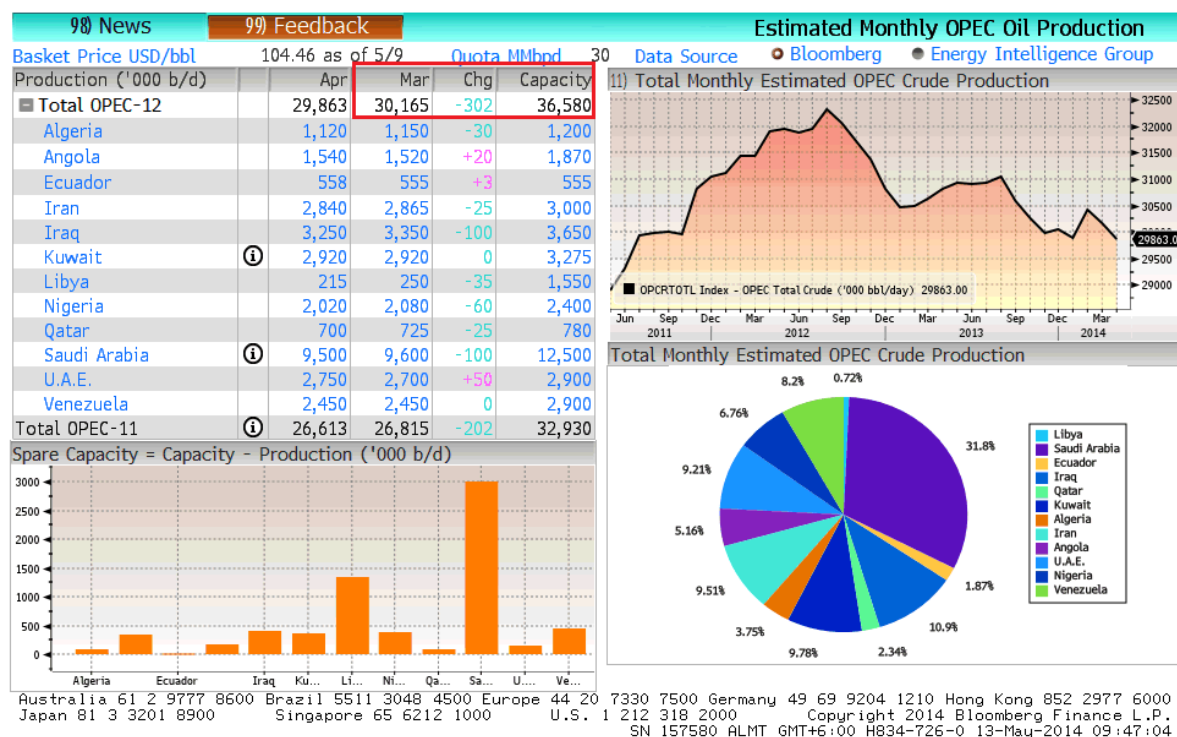 98) News 99) Feedback Estimated Monthly OPEC Oil Production
Basket Price USD/bbl 104.46 as of 5/9 Quota MMbpd 30 Data Source Bloomberg Energy Intelligence Group
Production ('000 b/d) Apr Mar Chg Capacity
Total OPEC-12 29,863 30,165 -302 36,580
Algeria 1,120 1,150 -30 1,200
Angola 1,540 1,520 +20 1,870
Ecuador 558 555 +3 555
Iran 2,840 2,865 -25 3,000
Iraq 3,250 3,350 -100 3,650
Kuwait 2,920 2,920 0 3,275
Libya 215 250 -35 1,550
Nigeria 2,020 2,080 -60 2,400
Qatar 700 725 -25 780
Saudi Arabia 9,500 9,600 -100 12,500
U.A.E. 2,750 2,700 +50 2,900
Venezuela 2,450 2,450 0 2,900
Total OPEC-11 26,613 26,815 -202 32,930
11) Total Monthly Estimated OPEC Crude Production
32500
32000
31500
31000
30500
29863.0
29500
29000
OPCRTOTL Index - OPEC Total Crude ('000 bbl/day) 29863.00
Jun Sep Dec Mar Jun Sep Dec Mar Jun Sep Dec Mar
2011 2012 2013 2014
Spare Capacity = Capacity - Production ('000 b/d)
3000
2500
2000
1500
1000
500
0
Algeria Ecuador Iraq Ku... Li... Ni... Qa... Sa... U... Ve...
Total Monthly Estimated OPEC Crude Production
8.2% 0.72%
6.76%
31.8%
9.21%
5.16%
9.51%
1.87%
3.75%
10.9%
9.78%
2.34%
Libya
Saudi Arabia
Ecuador
Iraq
Qatar
Kuwait
Algeria
Iran
Angola
U.A.E.
Nigeria
Venezuela
Australia 61 2 9777 8600 Brazil 5511 3048 4500 Europe 44 20 7330 7500 Germany 49 69 9204 1210 Hong Kong 852 2977 6000
Japan 81 3 3201 8900 Singapore 65 6212 1000 U.S. 1 212 318 2000 Copyright 2014 Bloomberg Finance L.P.
SN 157580 ALMT GMT+6:00 H834-726-0 13-May-2014 09:47:04